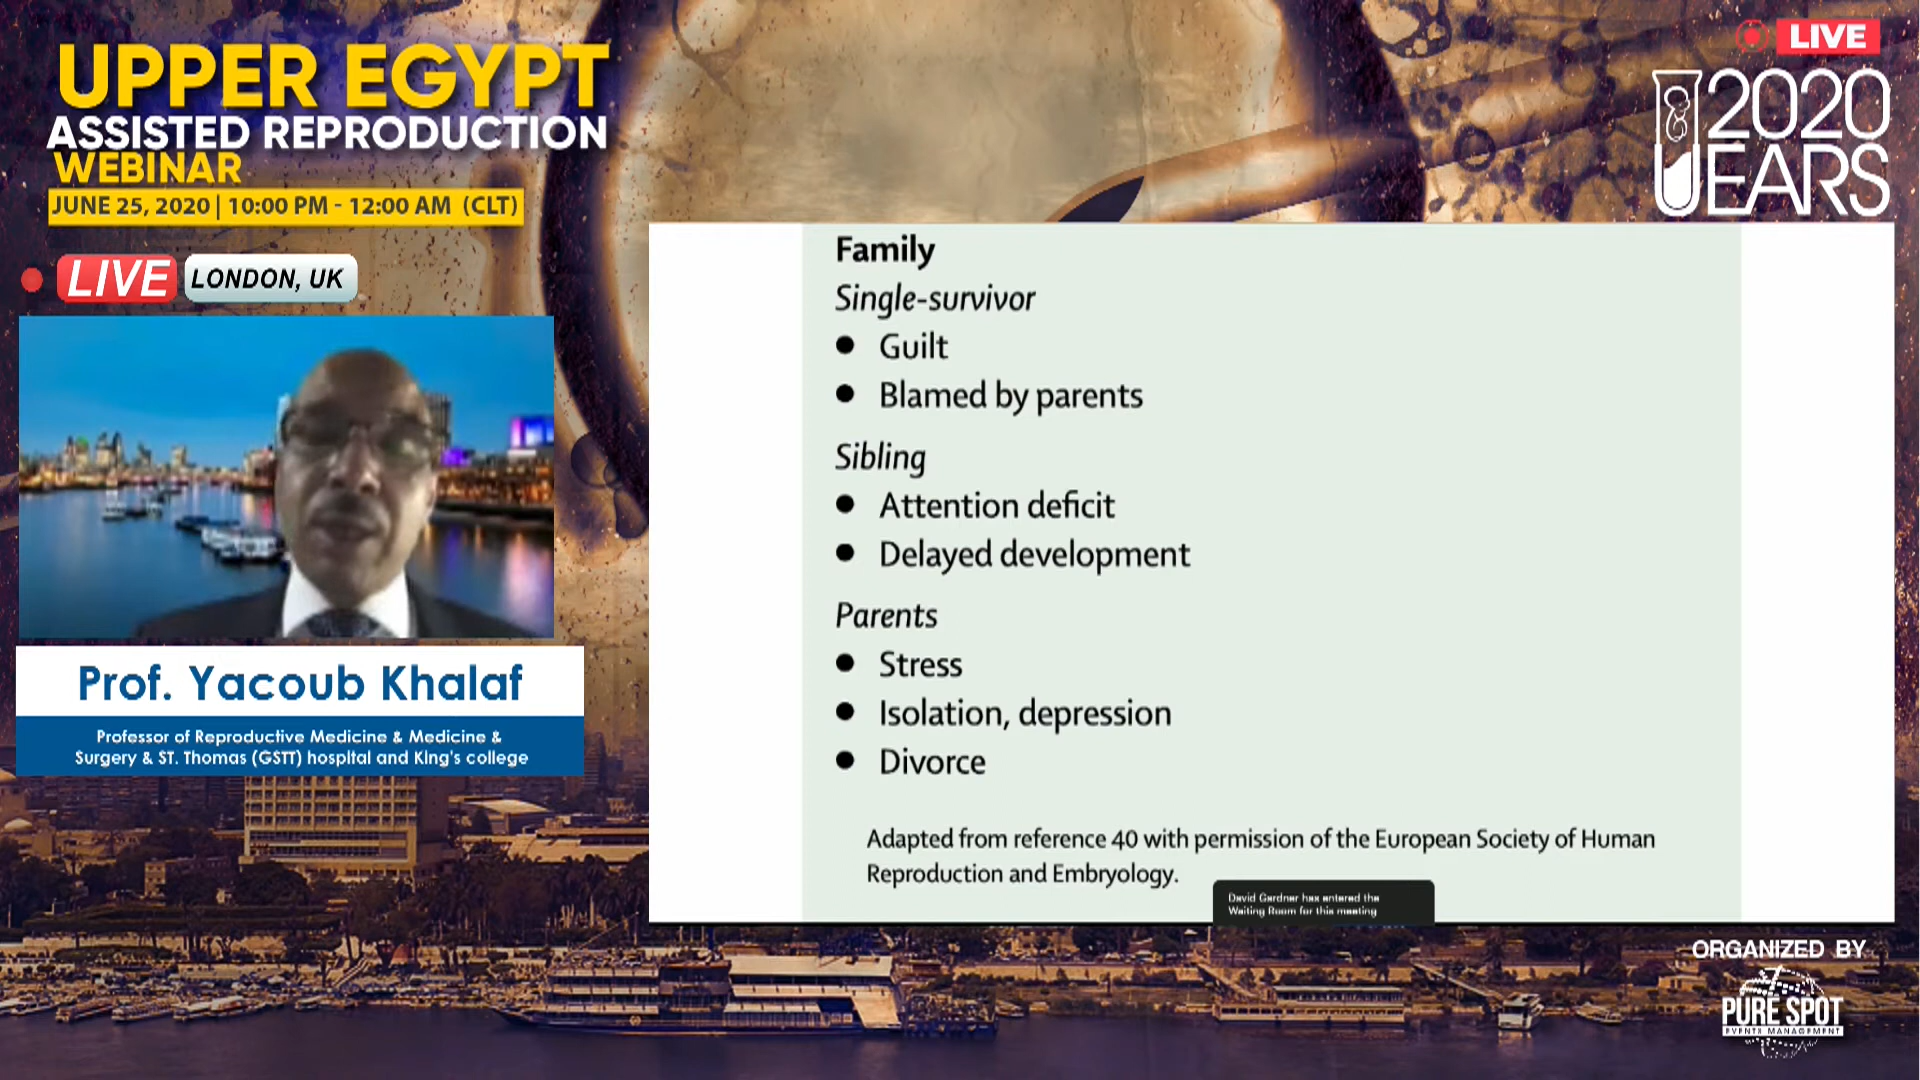 UPPER EGYPT
ASSISTED REPRODUCTION
WEBINAR
JUNE 25, 2020 | 10:00 PM - 12:00 AM (CLT)
LIVE
LONDON, UK
Prof. Yacoub Khalaf
Professor of Reproductive Medicine & Medicine &
Surgery & ST. Thomas (GSTT) hospital and King's college
LIVE
2020
UEARS
Family
Single-survivor
● Guilt
● Blamed by parents
Sibling
● Attention deficit
● Delayed development
Parents
● Stress
● Isolation, depression
● Divorce
Adapted from reference 40 with permission of the European Society of Human
Reproduction and Embryology.
David Gardner has entered the
Waiting Room for this meeting
ORGANIZED BY
PURE SPOT
EVENTS MANAGEMENT